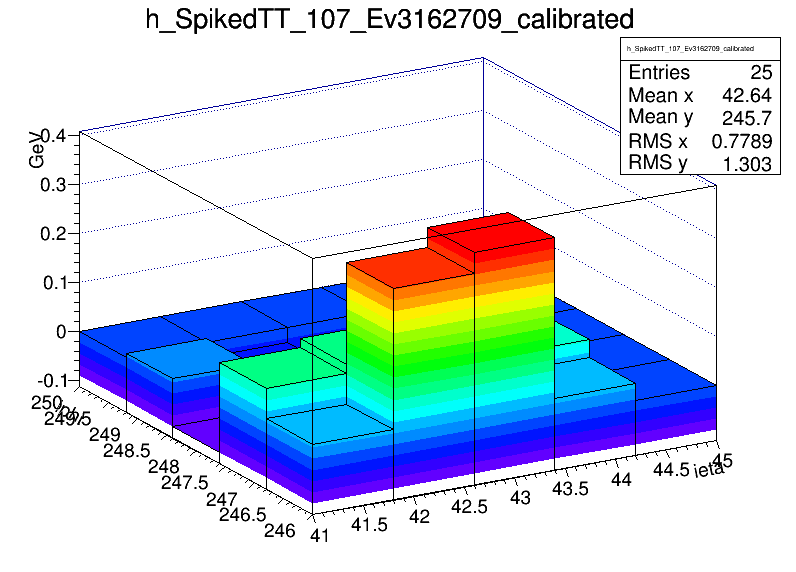 h_SpikedTT_107_Ev3162709_calibrated
h_SpikedTT_107_Ev3162709_calibrated
Entries 25
Mean x 42.64
Mean y 245.7
RMS x 0.7789
RMS y 1.303
GeV
0.4
0.3
0.2
0.1
0
-0.1
250
249.5
249
248.5
248
247.5
247
246.5
246
41
41.5
42
42.5
43
43.5
44
44.5
45
ieta